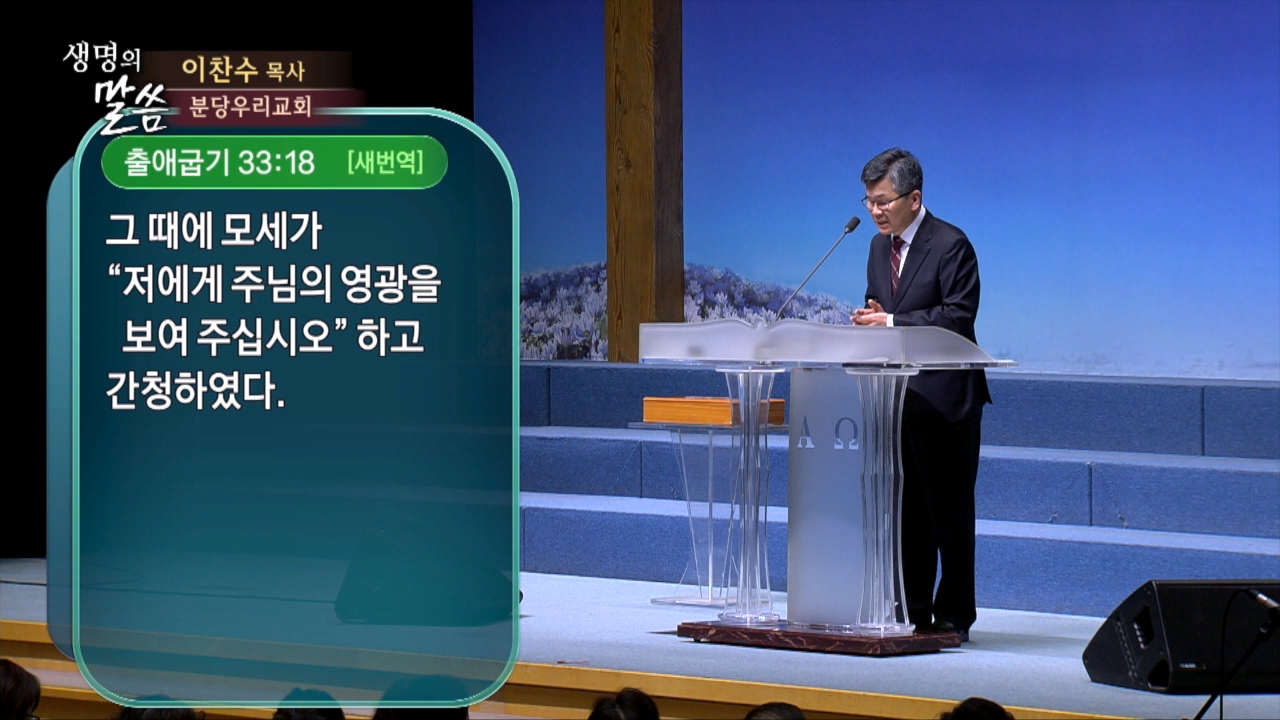 생명의
말씀
이찬수 목사
분당우리교회
출애굽기 33:18 [새번역]
그 때에 모세가
“저에게 주님의 영광을
보여 주십시오” 하고
간청하였다.
Α Ω